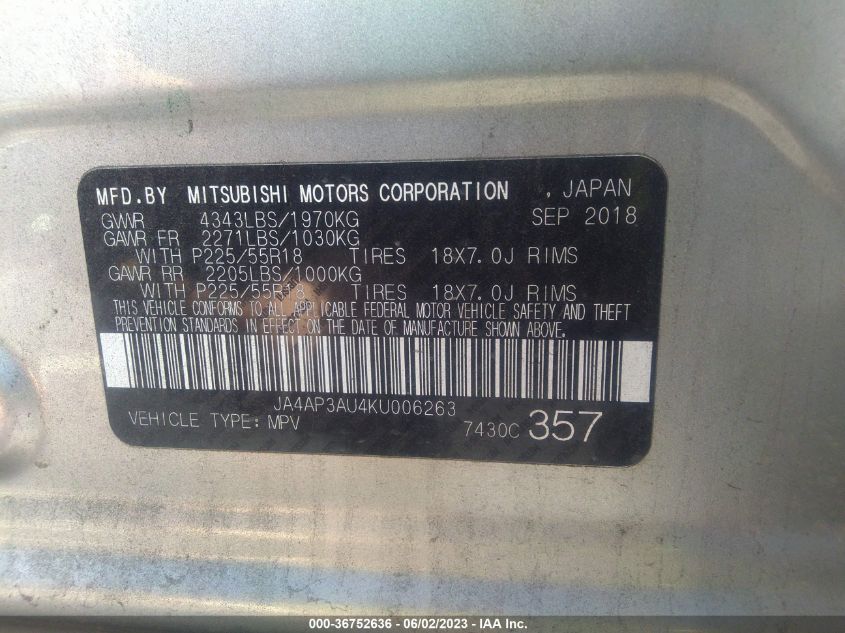 MFD.BY MITSUBISHI MOTORS CORPORATION , JAPAN
GVWR 4343LBS/1970KG SEP 2018
GAWR FR 2271LBS/1030KG
WITH P225/55R18 TIRES 18X7.0J RIMS
GAWR RR 2205LBS/1000KG
WITH P225/55R18 TIRES 18X7.0J RIMS
THIS VEHICLE CONFORMS TO ALL APPLICABLE FEDERAL MOTOR VEHICLE SAFETY AND THEFT
PREVENTION STANDARDS IN EFFECT ON THE DATE OF MANUFACTURE SHOWN ABOVE.
JA4AP3AU4KU006263
VEHICLE TYPE: MPV 7430C 357
000-36752636 - 06/02/2023 - IAA Inc.